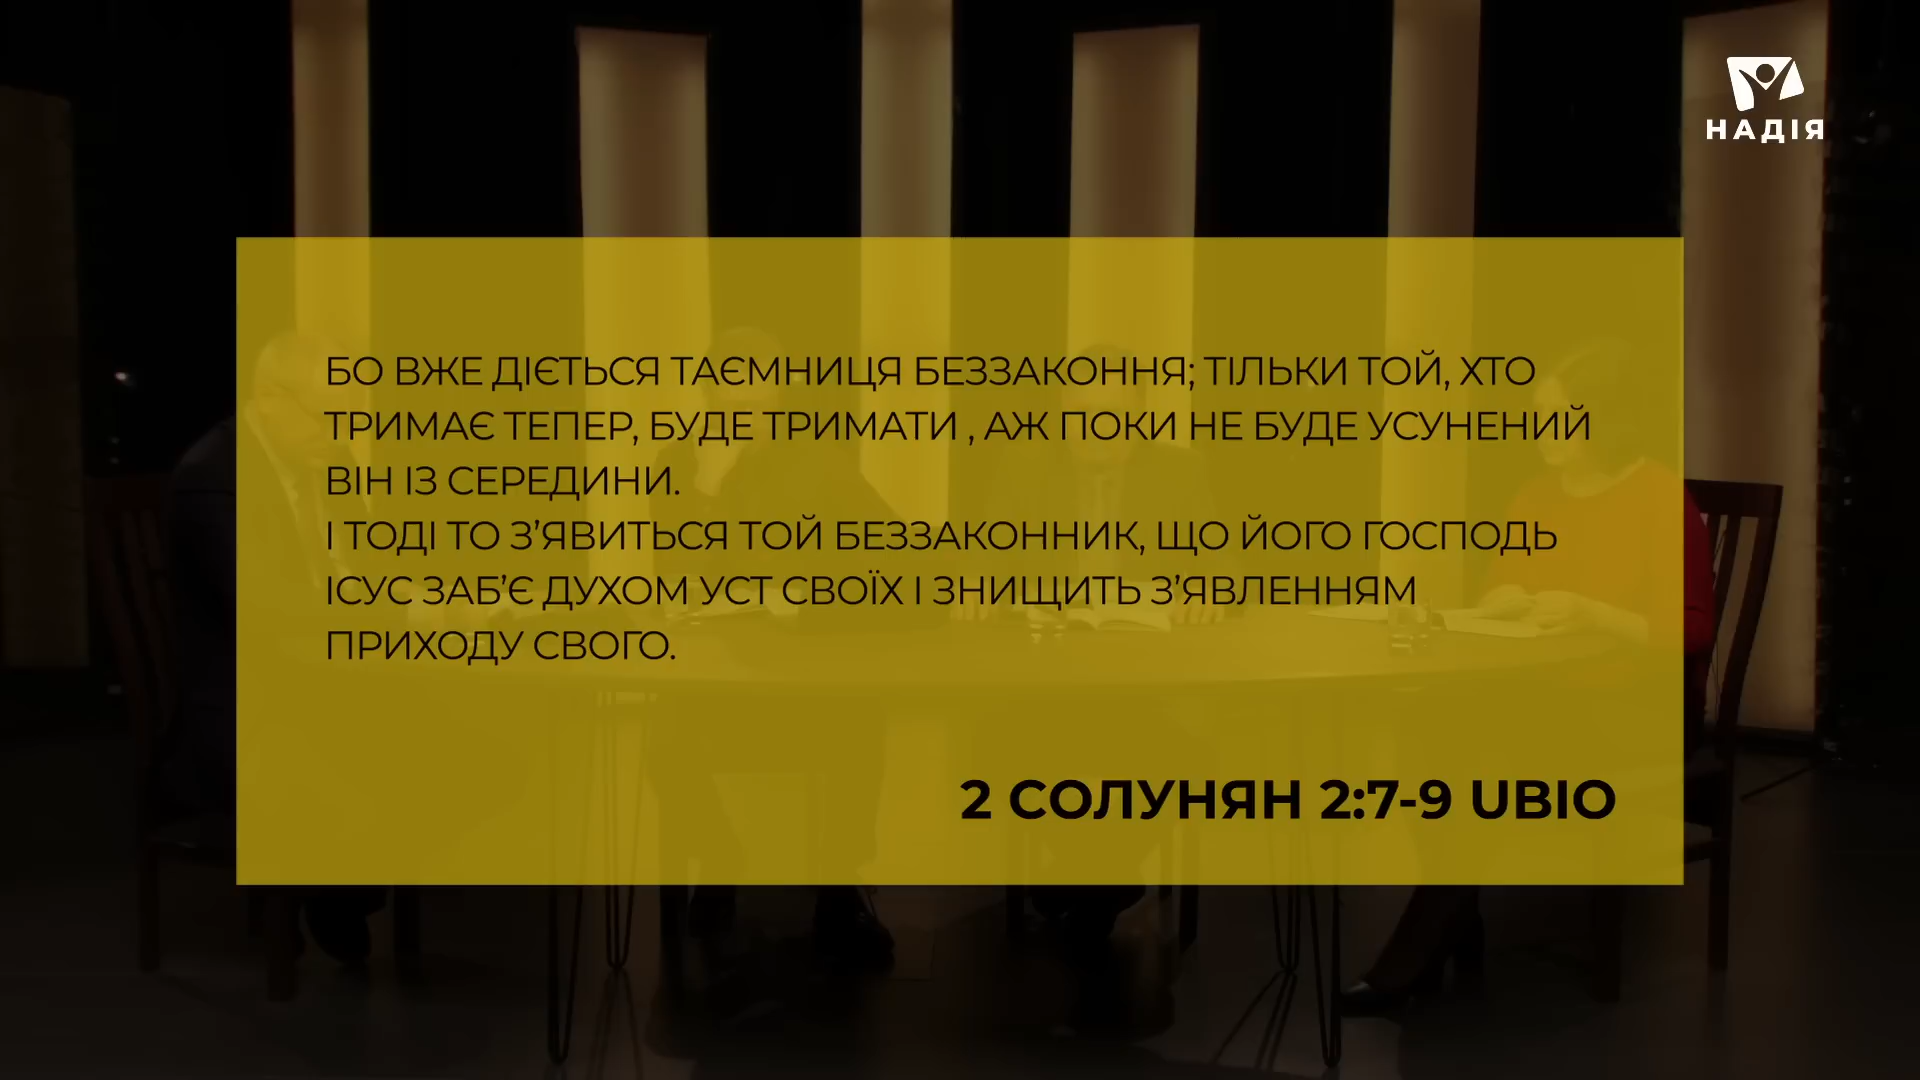 НАДІЯ
БО ВЖЕ ДІЄТЬСЯ ТАЄМНИЦЯ БЕЗЗАКОННЯ; ТІЛЬКИ ТОЙ, ХТО
ТРИМАЄ ТЕПЕР, БУДЕ ТРИМАТИ , АЖ ПОКИ НЕ БУДЕ УСУНЕНИЙ
ВІН ІЗ СЕРЕДИНИ.
І ТОДІ ТО З’ЯВИТЬСЯ ТОЙ БЕЗЗАКОННИК, ЩО ЙОГО ГОСПОДЬ
ІСУС ЗАБ’Є ДУХОМ УСТ СВОЇХ І ЗНИЩИТЬ З’ЯВЛЕННЯМ
ПРИХОДУ СВОГО.
2 СОЛУНЯН 2:7-9 UBIO